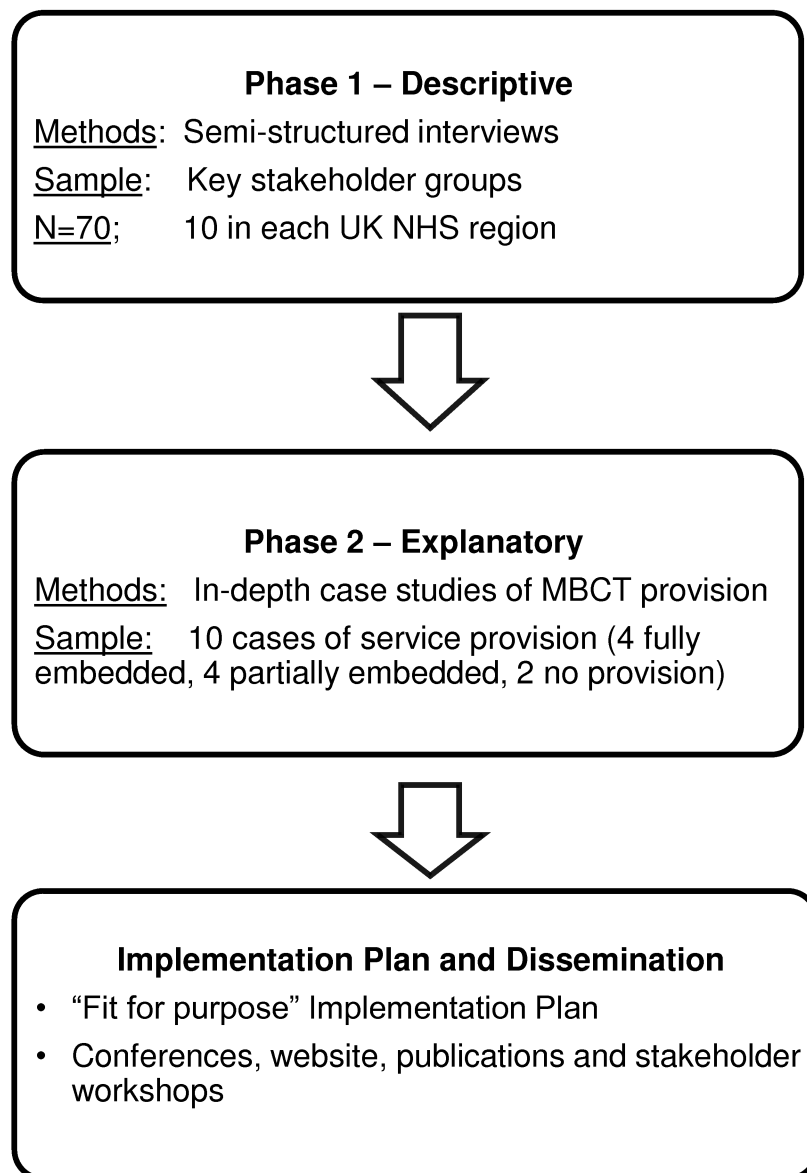 Phase 1 – Descriptive
Methods: Semi-structured interviews
Sample: Key stakeholder groups
N=70; 10 in each UK NHS region
Phase 2 – Explanatory
Methods: In-depth case studies of MBCT provision
Sample: 10 cases of service provision (4 fully
embedded, 4 partially embedded, 2 no provision)
Implementation Plan and Dissemination
• “Fit for purpose” Implementation Plan
• Conferences, website, publications and stakeholder
workshops